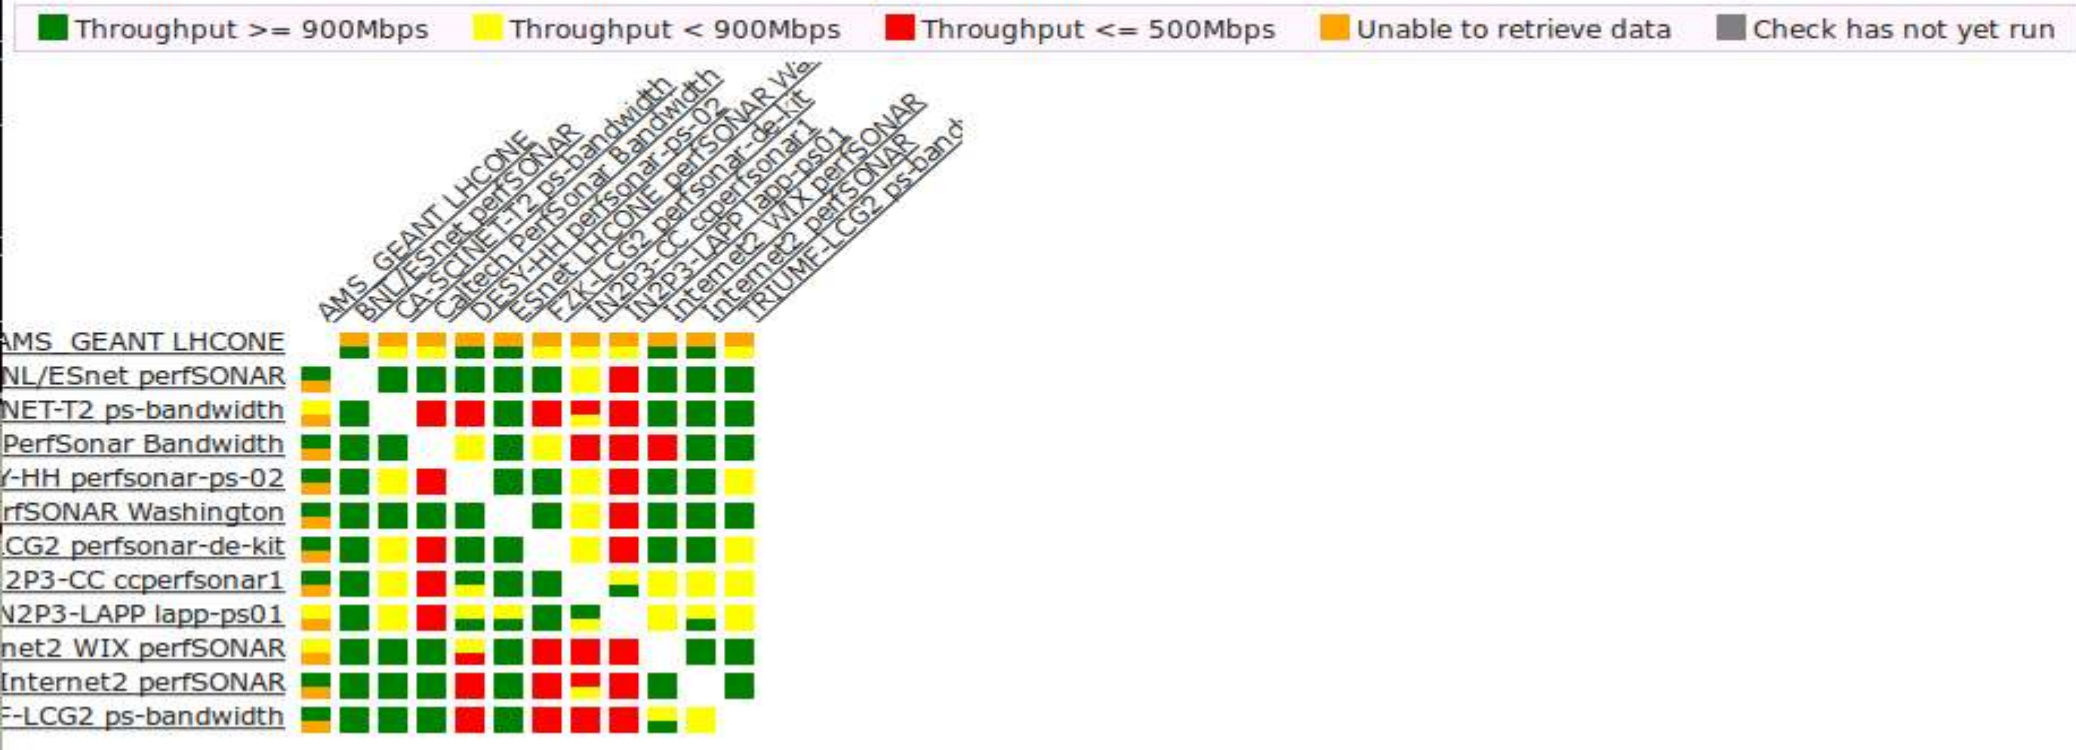 Throughput >= 900Mbps Throughput < 900Mbps Throughput <= 500Mbps Unable to retrieve data Check has not yet run
AMS_GEANT LHCONE
BNL/ESnet perfSONAR
CA-SCINET-T2 ps-bandwidth
Caltech PerfSonar Bandwidth
DESY-HH perfsonar-ps-02
ESnet LHCONE perfSONAR Wa
FZK-LCG2 perfsonar-de-kit
IN2P3-CC ccperfsonar1
IN2P3-LAPP lapp-ps01
Internet2 WIX perfSONAR
Internet2 perfSONAR
TRIUMF-LCG2 ps-band
AMS_GEANT LHCONE
NL/ESnet perfSONAR
NET-T2 ps-bandwidth
PerfSonar Bandwidth
Y-HH perfsonar-ps-02
rfSONAR Washington
CG2 perfsonar-de-kit
2P3-CC ccperfsonar1
N2P3-LAPP lapp-ps01
net2 WIX perfSONAR
Internet2 perfSONAR
F-LCG2 ps-bandwidth